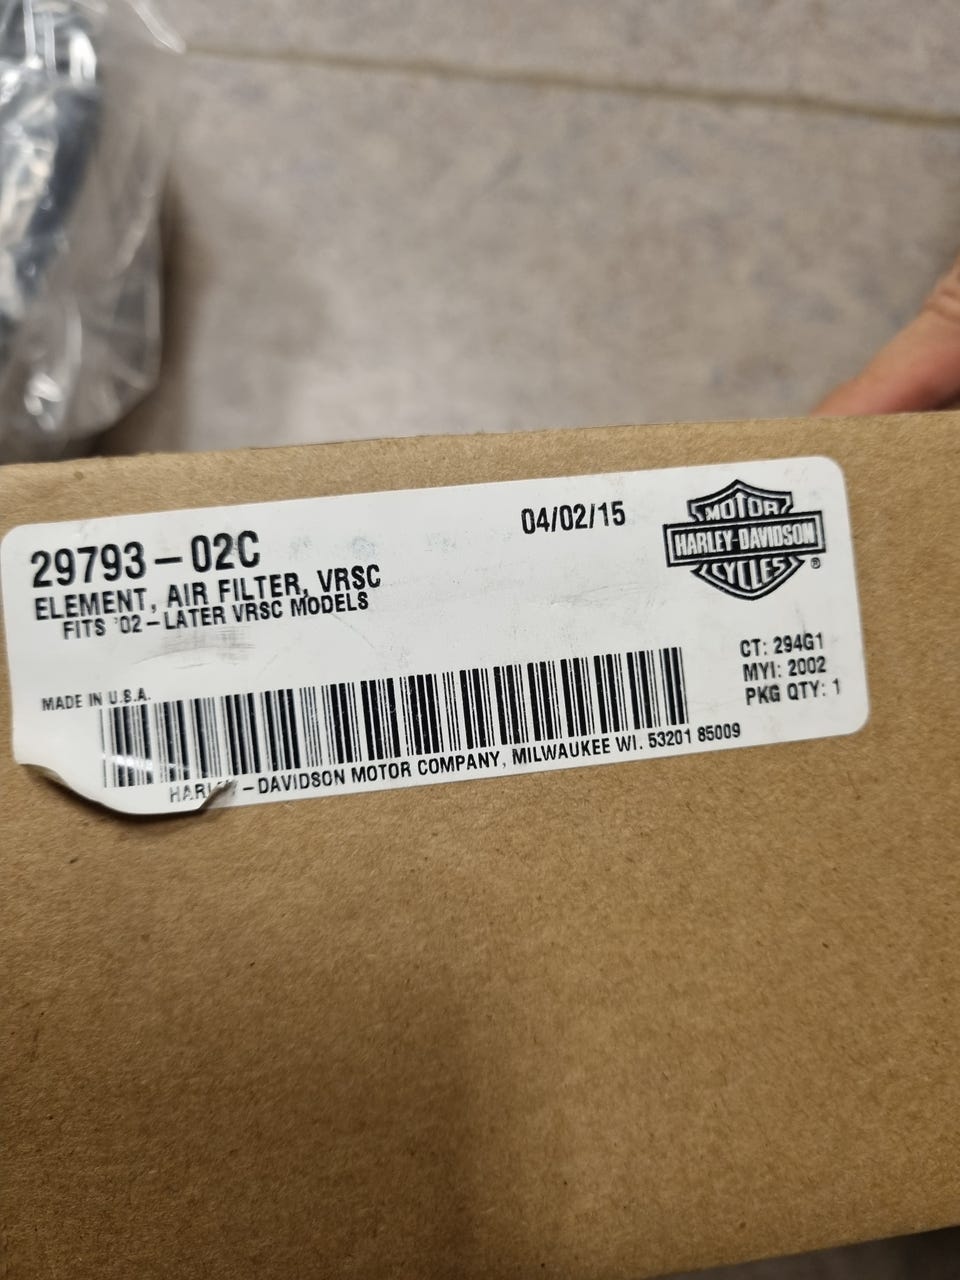 29793-02C
04/02/15
MOTOR
HARLEY-DAVIDSON
CYCLES
®
ELEMENT, AIR FILTER, VRSC
FITS '02-LATER VRSC MODELS
CT: 294G1
MYI: 2002
PKG QTY: 1
MADE IN U.S.A.
HARLEY-DAVIDSON MOTOR COMPANY, MILWAUKEE WI. 53201 85009